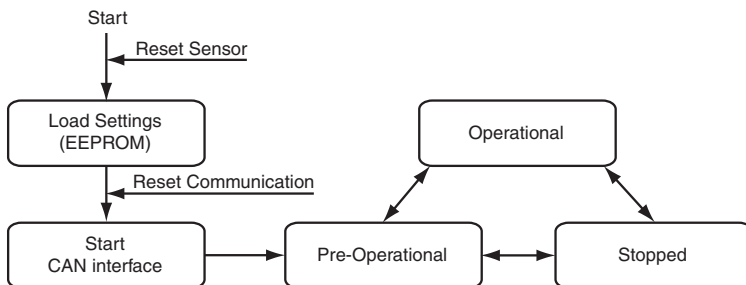 Start
Reset Sensor
Load Settings
(EEPROM)
Operational
Reset Communication
Start
CAN interface
Pre-Operational
Stopped